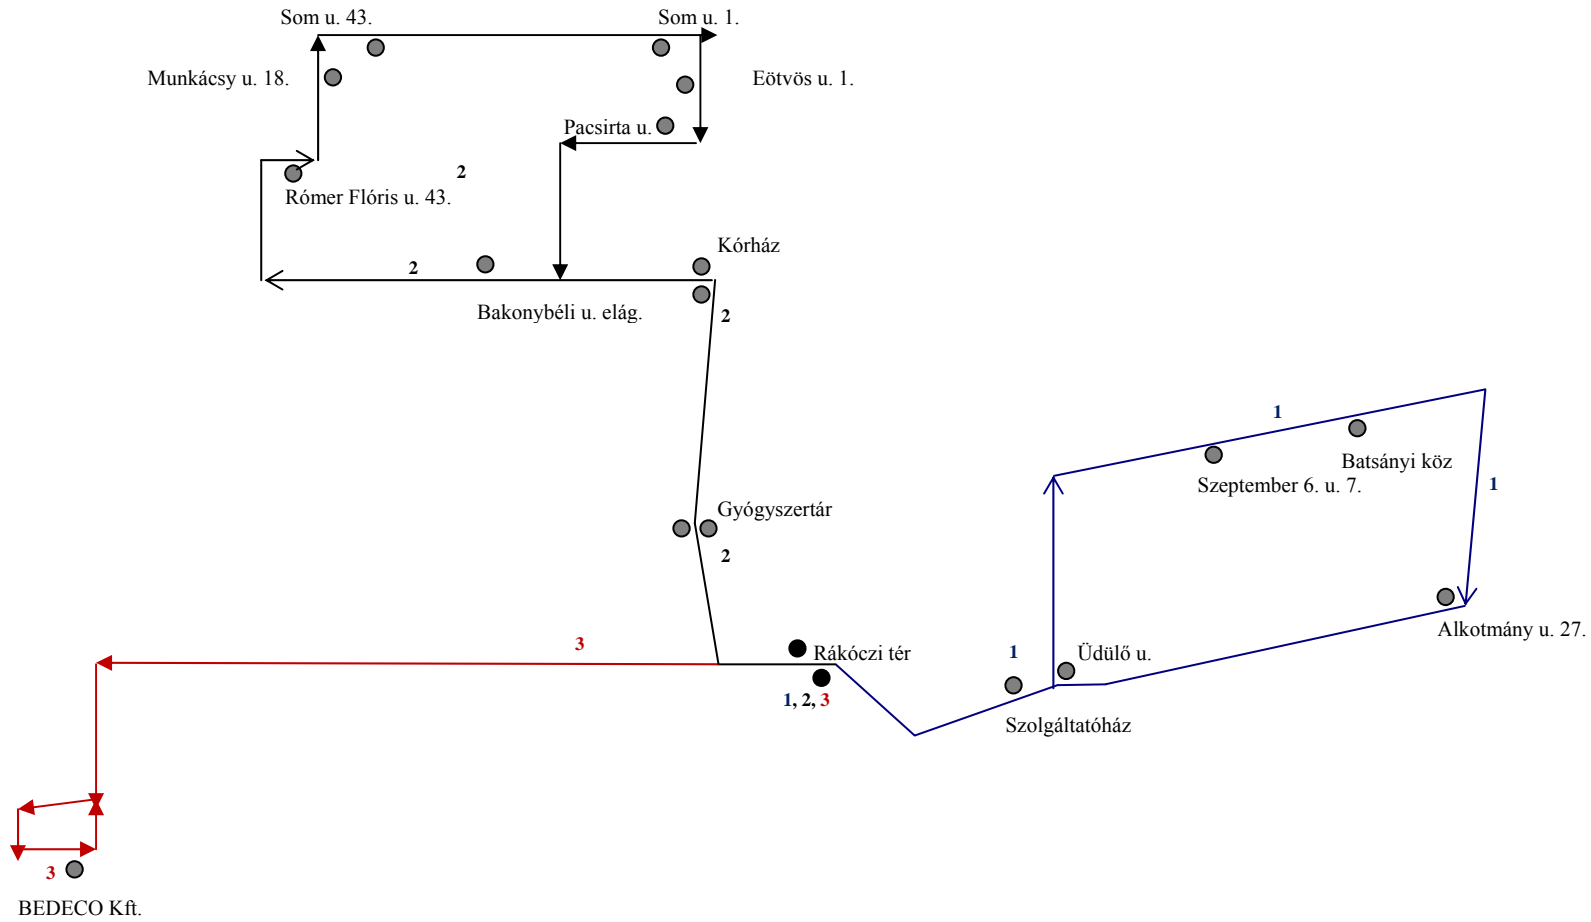 Som u. 43.
Som u. 1.
Munkácsy u. 18.
Eötvös u. 1.
Pacsirta u.
2
Rómer Flóris u. 43.
Kórház
2
Bakonybéli u. elág.
2
1
Batsányi köz
Szeptember 6. u. 7.
1
Gyógyszertár
2
Alkotmány u. 27.
3
Rákóczi tér
1
Üdülő u.
1, 2, 3
Szolgáltatóház
3
BEDECO Kft.